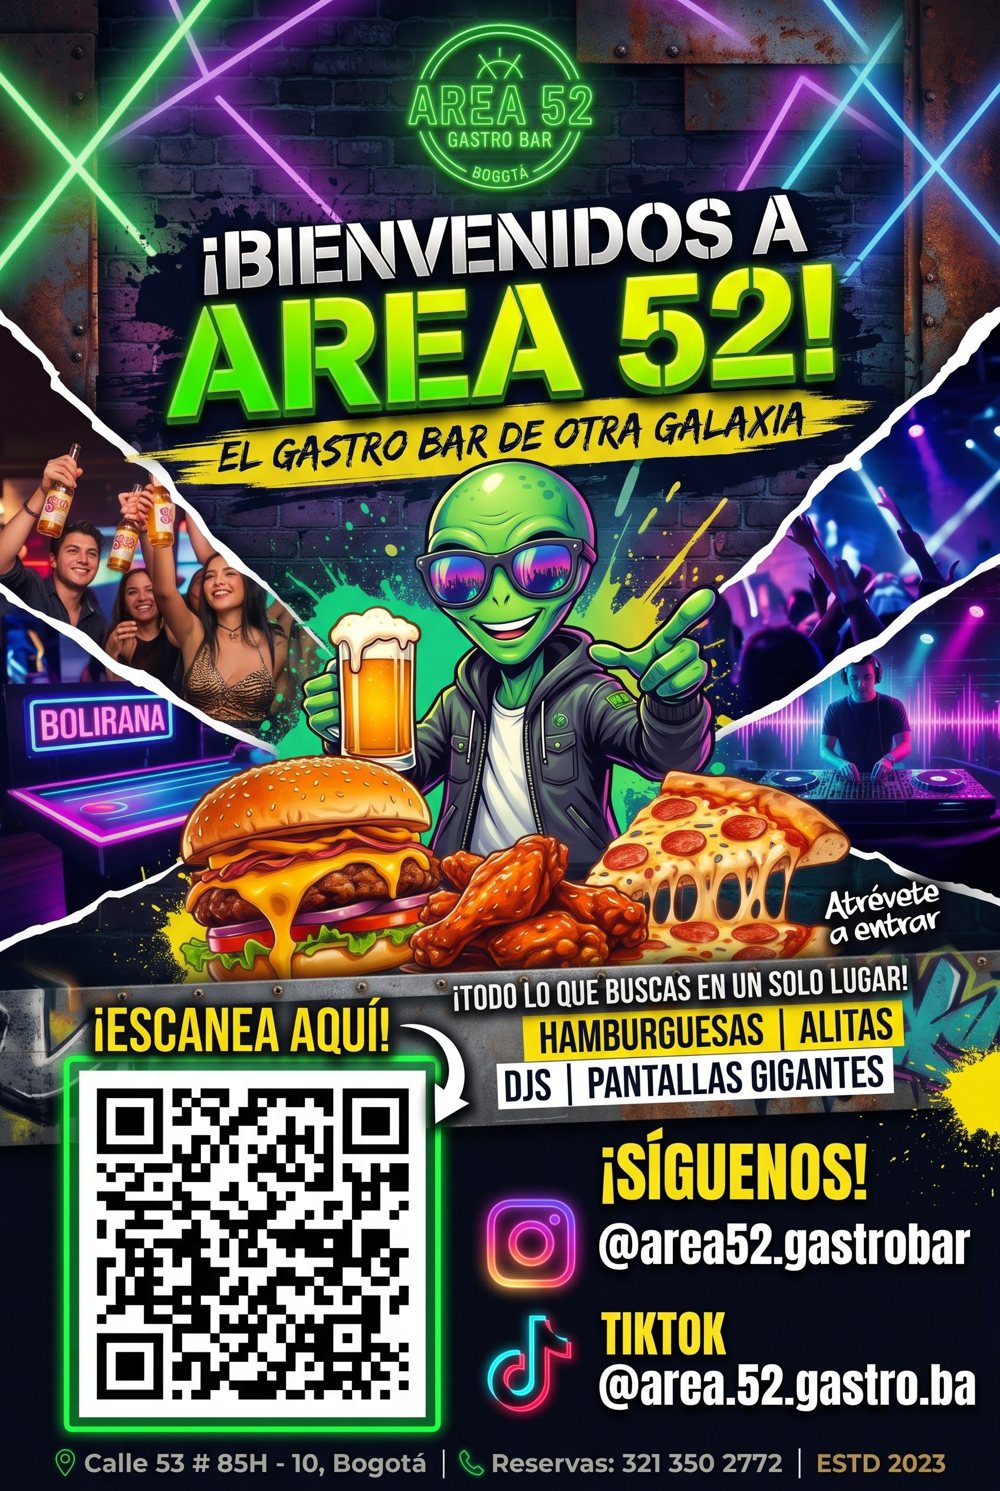 AREA 52
GASTRO BAR
BOGGTÁ
¡BIENVENIDOS A
AREA 52!
EL GASTRO BAR DE OTRA GALAXIA
BOLIRANA
Atrévete
a entrar
¡TODO LO QUE BUSCAS EN UN SOLO LUGAR!
HAMBURGUESAS | ALITAS
DJS | PANTALLAS GIGANTES
¡ESCANEA AQUÍ!
¡SÍGUENOS!
@area52.gastrobar
TIKTOK
@area.52.gastro.ba
Calle 53 # 85H - 10, Bogotá | Reservas: 321 350 2772 | ESTD 2023